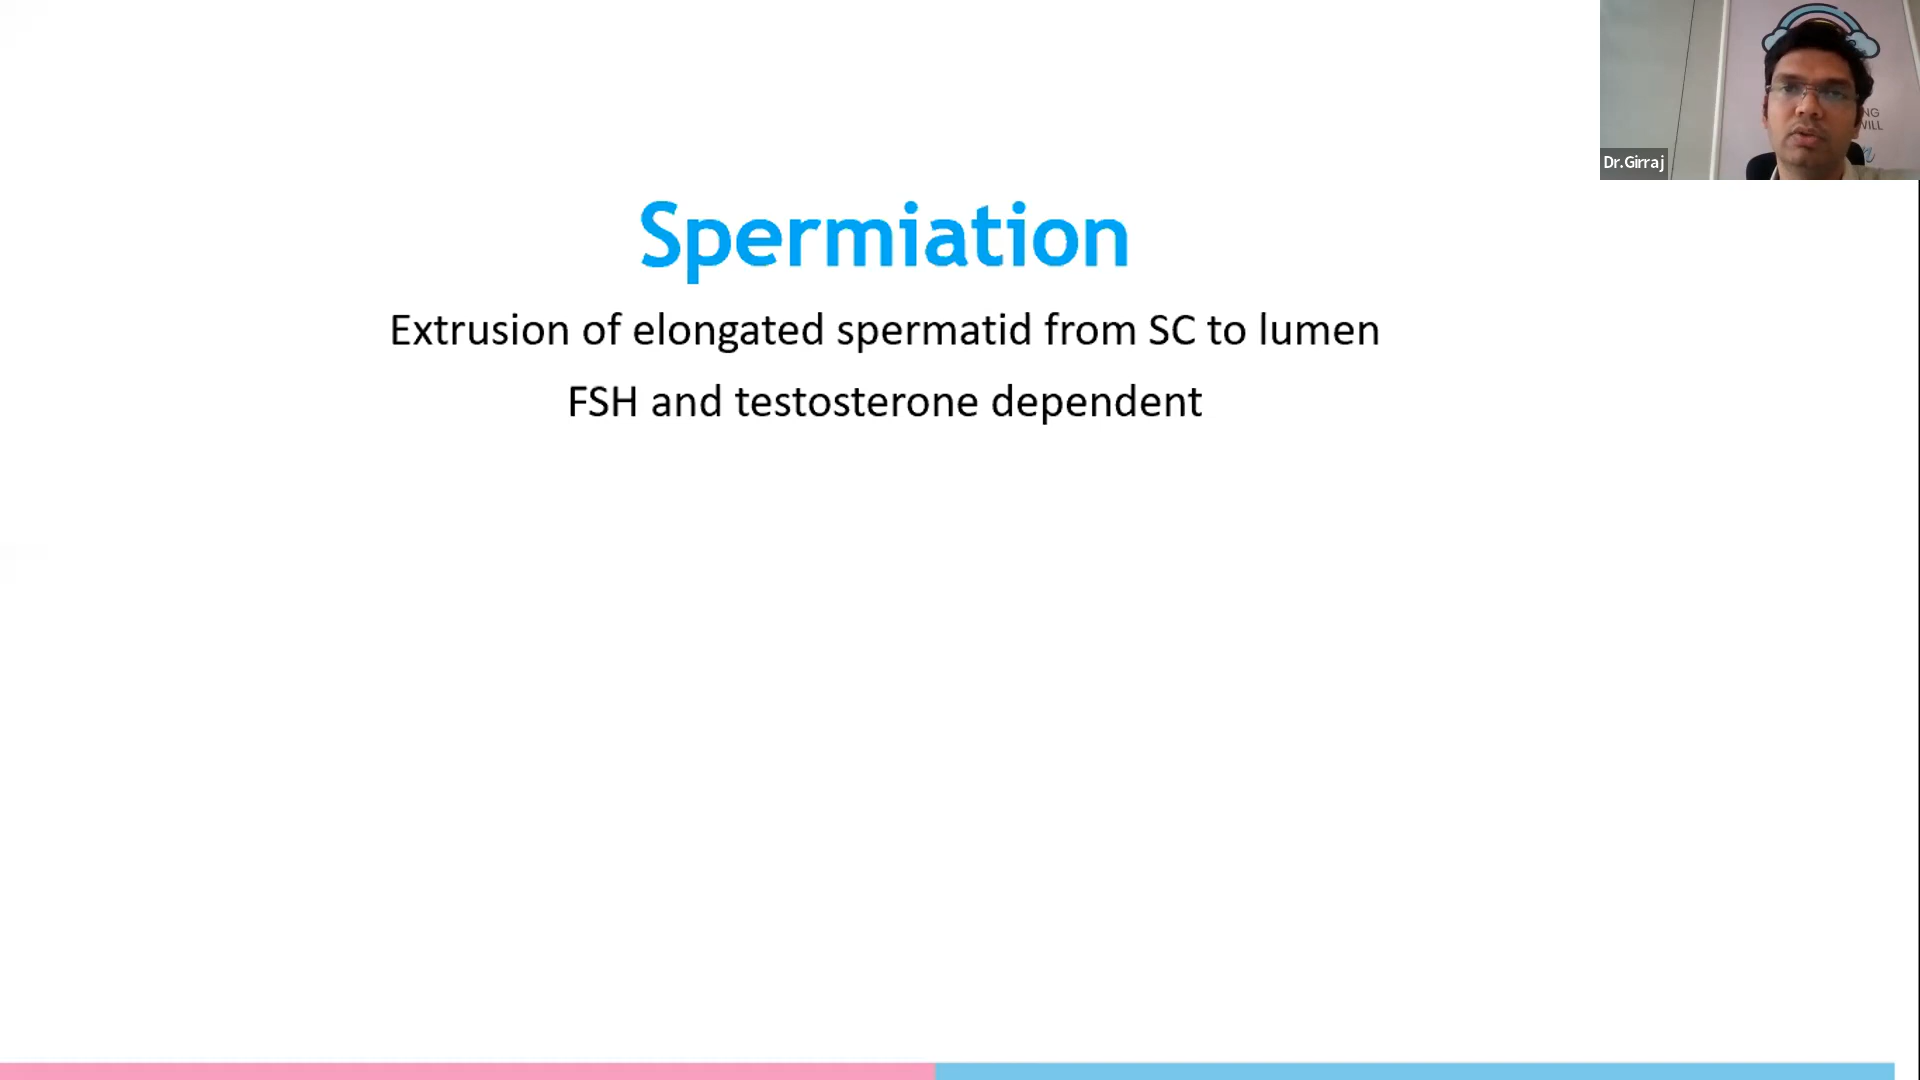 Spermiation
Extrusion of elongated spermatid from SC to lumen
FSH and testosterone dependent
Dr.Girraj